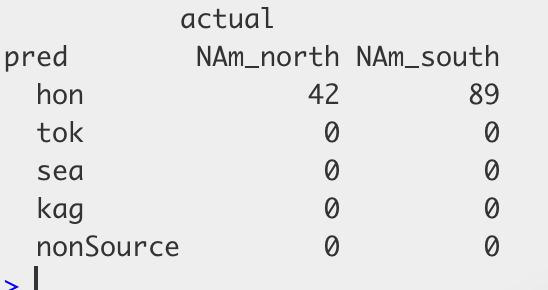 actual
pred NAm_north NAm_south
hon 42 89
tok 0 0
sea 0 0
kag 0 0
nonSource 0 0
>